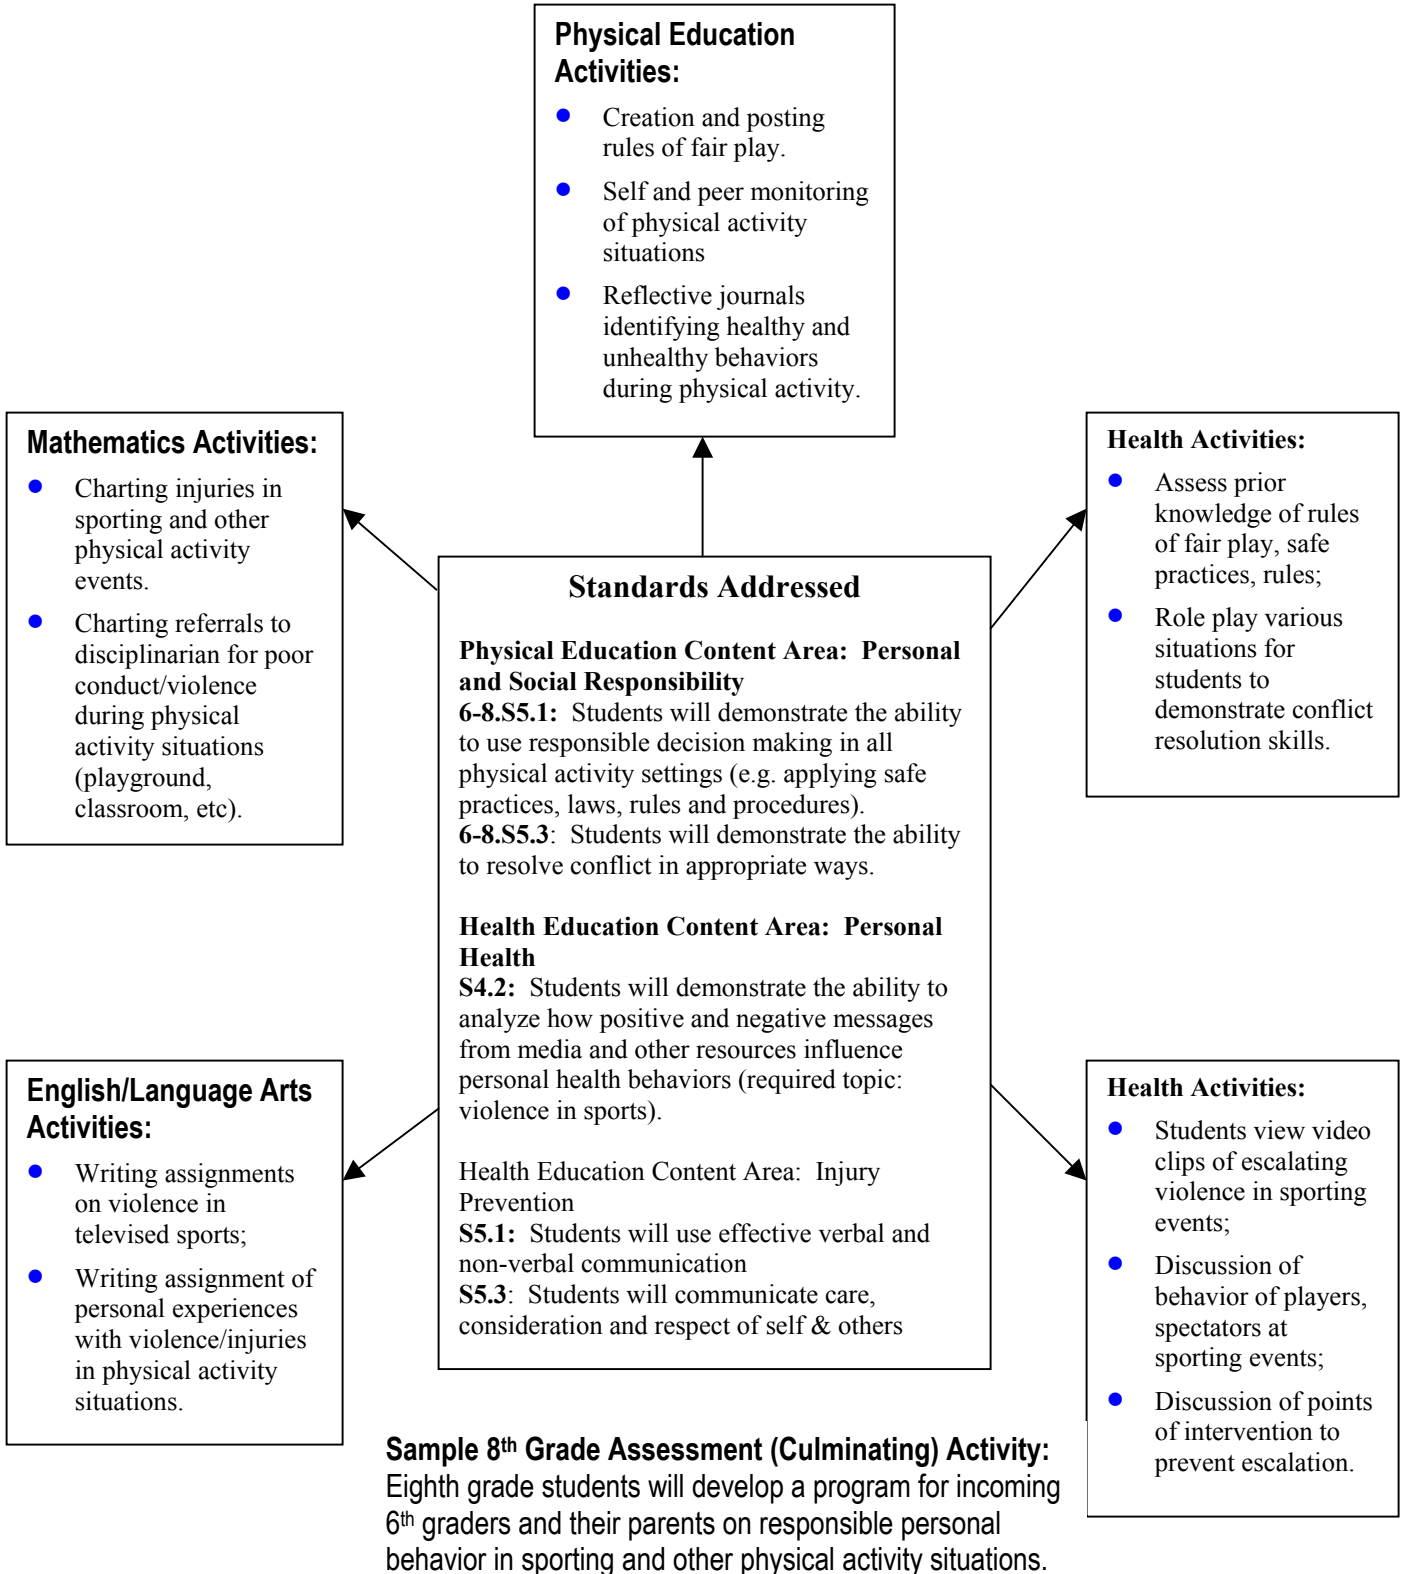 Physical Education
Activities:
● Creation and posting
rules of fair play.
● Self and peer monitoring
of physical activity
situations
● Reflective journals
identifying healthy and
unhealthy behaviors
during physical activity.
Mathematics Activities:
● Charting injuries in
sporting and other
physical activity
events.
● Charting referrals to
disciplinarian for poor
conduct/violence
during physical
activity situations
(playground,
classroom, etc).
Health Activities:
● Assess prior
knowledge of rules
of fair play, safe
practices, rules;
● Role play various
situations for
students to
demonstrate conflict
resolution skills.
Standards Addressed
Physical Education Content Area: Personal
and Social Responsibility
6-8.S5.1: Students will demonstrate the ability
to use responsible decision making in all
physical activity settings (e.g. applying safe
practices, laws, rules and procedures).
6-8.S5.3: Students will demonstrate the ability
to resolve conflict in appropriate ways.
Health Education Content Area: Personal
Health
S4.2: Students will demonstrate the ability to
analyze how positive and negative messages
from media and other resources influence
personal health behaviors (required topic:
violence in sports).
Health Education Content Area: Injury
Prevention
S5.1: Students will use effective verbal and
non-verbal communication
S5.3: Students will communicate care,
consideration and respect of self & others
English/Language Arts
Activities:
● Writing assignments
on violence in
televised sports;
● Writing assignment of
personal experiences
with violence/injuries
in physical activity
situations.
Health Activities:
● Students view video
clips of escalating
violence in sporting
events;
● Discussion of
behavior of players,
spectators at
sporting events;
● Discussion of points
of intervention to
prevent escalation.
Sample 8th Grade Assessment (Culminating) Activity:
Eighth grade students will develop a program for incoming
6th graders and their parents on responsible personal
behavior in sporting and other physical activity situations.